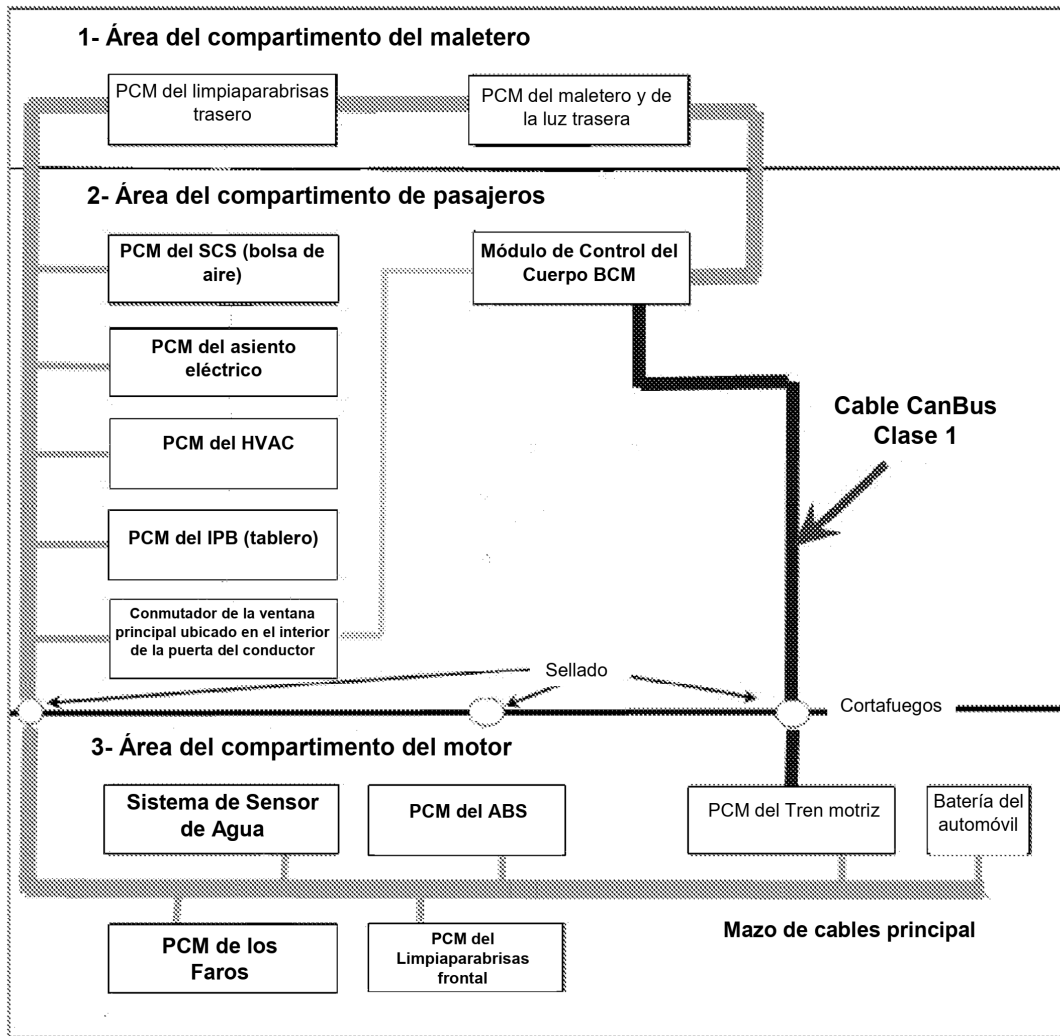 1- Área del compartimento del maletero
PCM del limpiaparabrisas
trasero
PCM del maletero y de
la luz trasera
2- Área del compartimento de pasajeros
PCM del SCS (bolsa de
aire)
Módulo de Control del
Cuerpo BCM
PCM del asiento
eléctrico
Cable CanBus
Clase 1
PCM del HVAC
PCM del IPB (tablero)
Conmutador de la ventana
principal ubicado en el interior
de la puerta del conductor
Sellado
Cortafuegos
3- Área del compartimento del motor
Sistema de Sensor
de Agua
PCM del ABS
PCM del Tren motriz
Batería del
automóvil
Mazo de cables principal
PCM de los
Faros
PCM del
Limpiaparabrisas
frontal